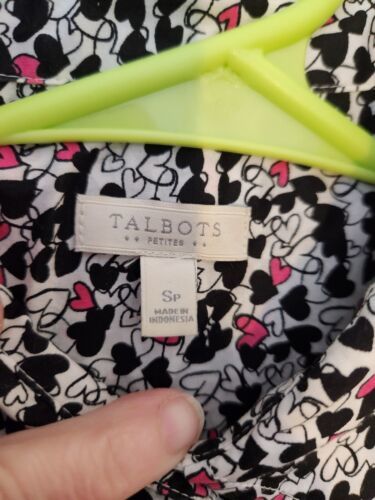 TALBOTS
PETITES
SP
MADE IN
INDONESIA